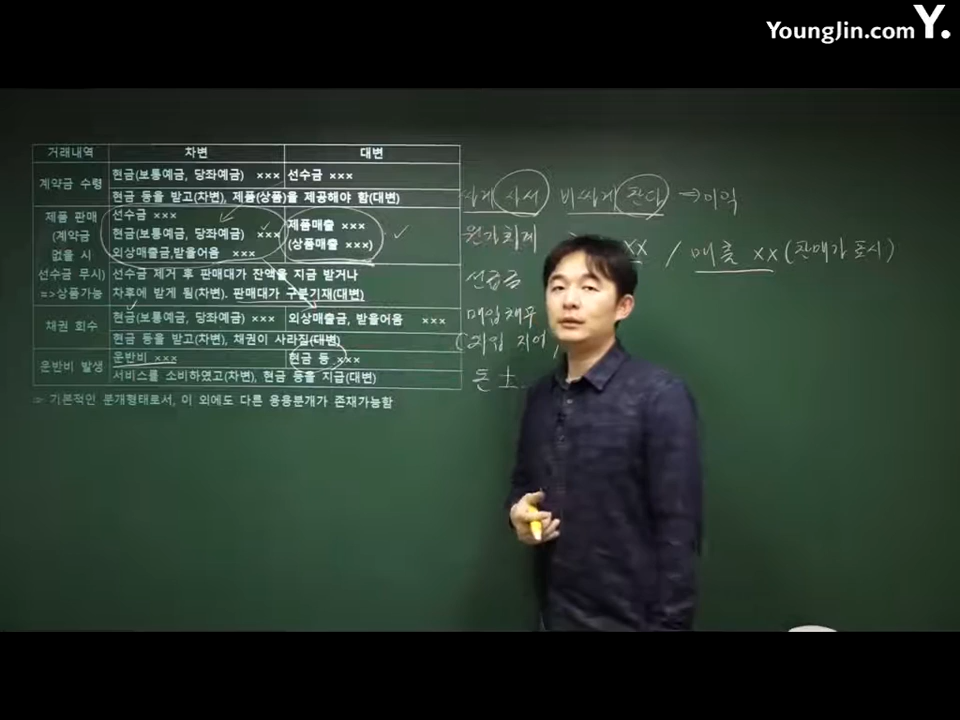 YoungJin.com Y.
거래내역 차변 대변
계약금 수령 현금(보통예금, 당좌예금) ××× 선수금 ×××
현금 등을 받고(차변), 제품(상품)을 제공해야 함(대변)
제품 판매 선수금 ×××
(계약금 현금(보통예금, 당좌예금) ××× 제품매출 ×××
없을 시 외상매출금,받을어음 ××× (상품매출 ×××)
선수금 무시) 선수금 제거 후 판매대가 잔액을 지급 받거나
=>상품가능 차후에 받게 됨(차변). 판매대가 구분기재(대변)
채권 회수 현금(보통예금, 당좌예금) ××× 외상매출금, 받을어음 ×××
현금 등을 받고(차변), 채권이 사라짐(대변)
운반비 발생 운반비 ××× 현금 등 ×××
서비스를 소비하였고(차변), 현금 등을 지급(대변)
☞ 기본적인 분개형태로서, 이 외에도 다른 응용분개가 존재가능함
싸게 사서 비싸게 판다 ⇒이익
xx / 매출 xx (판매가 표시)
선급금
매입채무